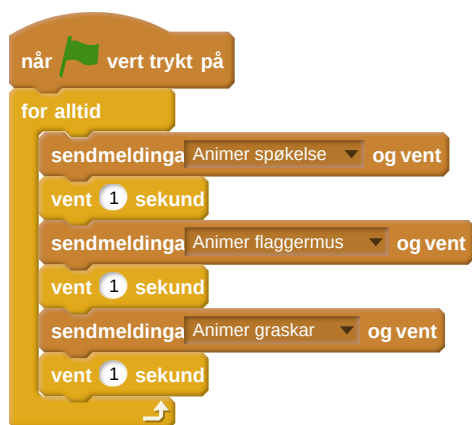 når vert trykt på
for alltid
sendmeldinga Animer spøkelse og vent
vent 1 sekund
sendmeldinga Animer flaggermus og vent
vent 1 sekund
sendmeldinga Animer graskar og vent
vent 1 sekund